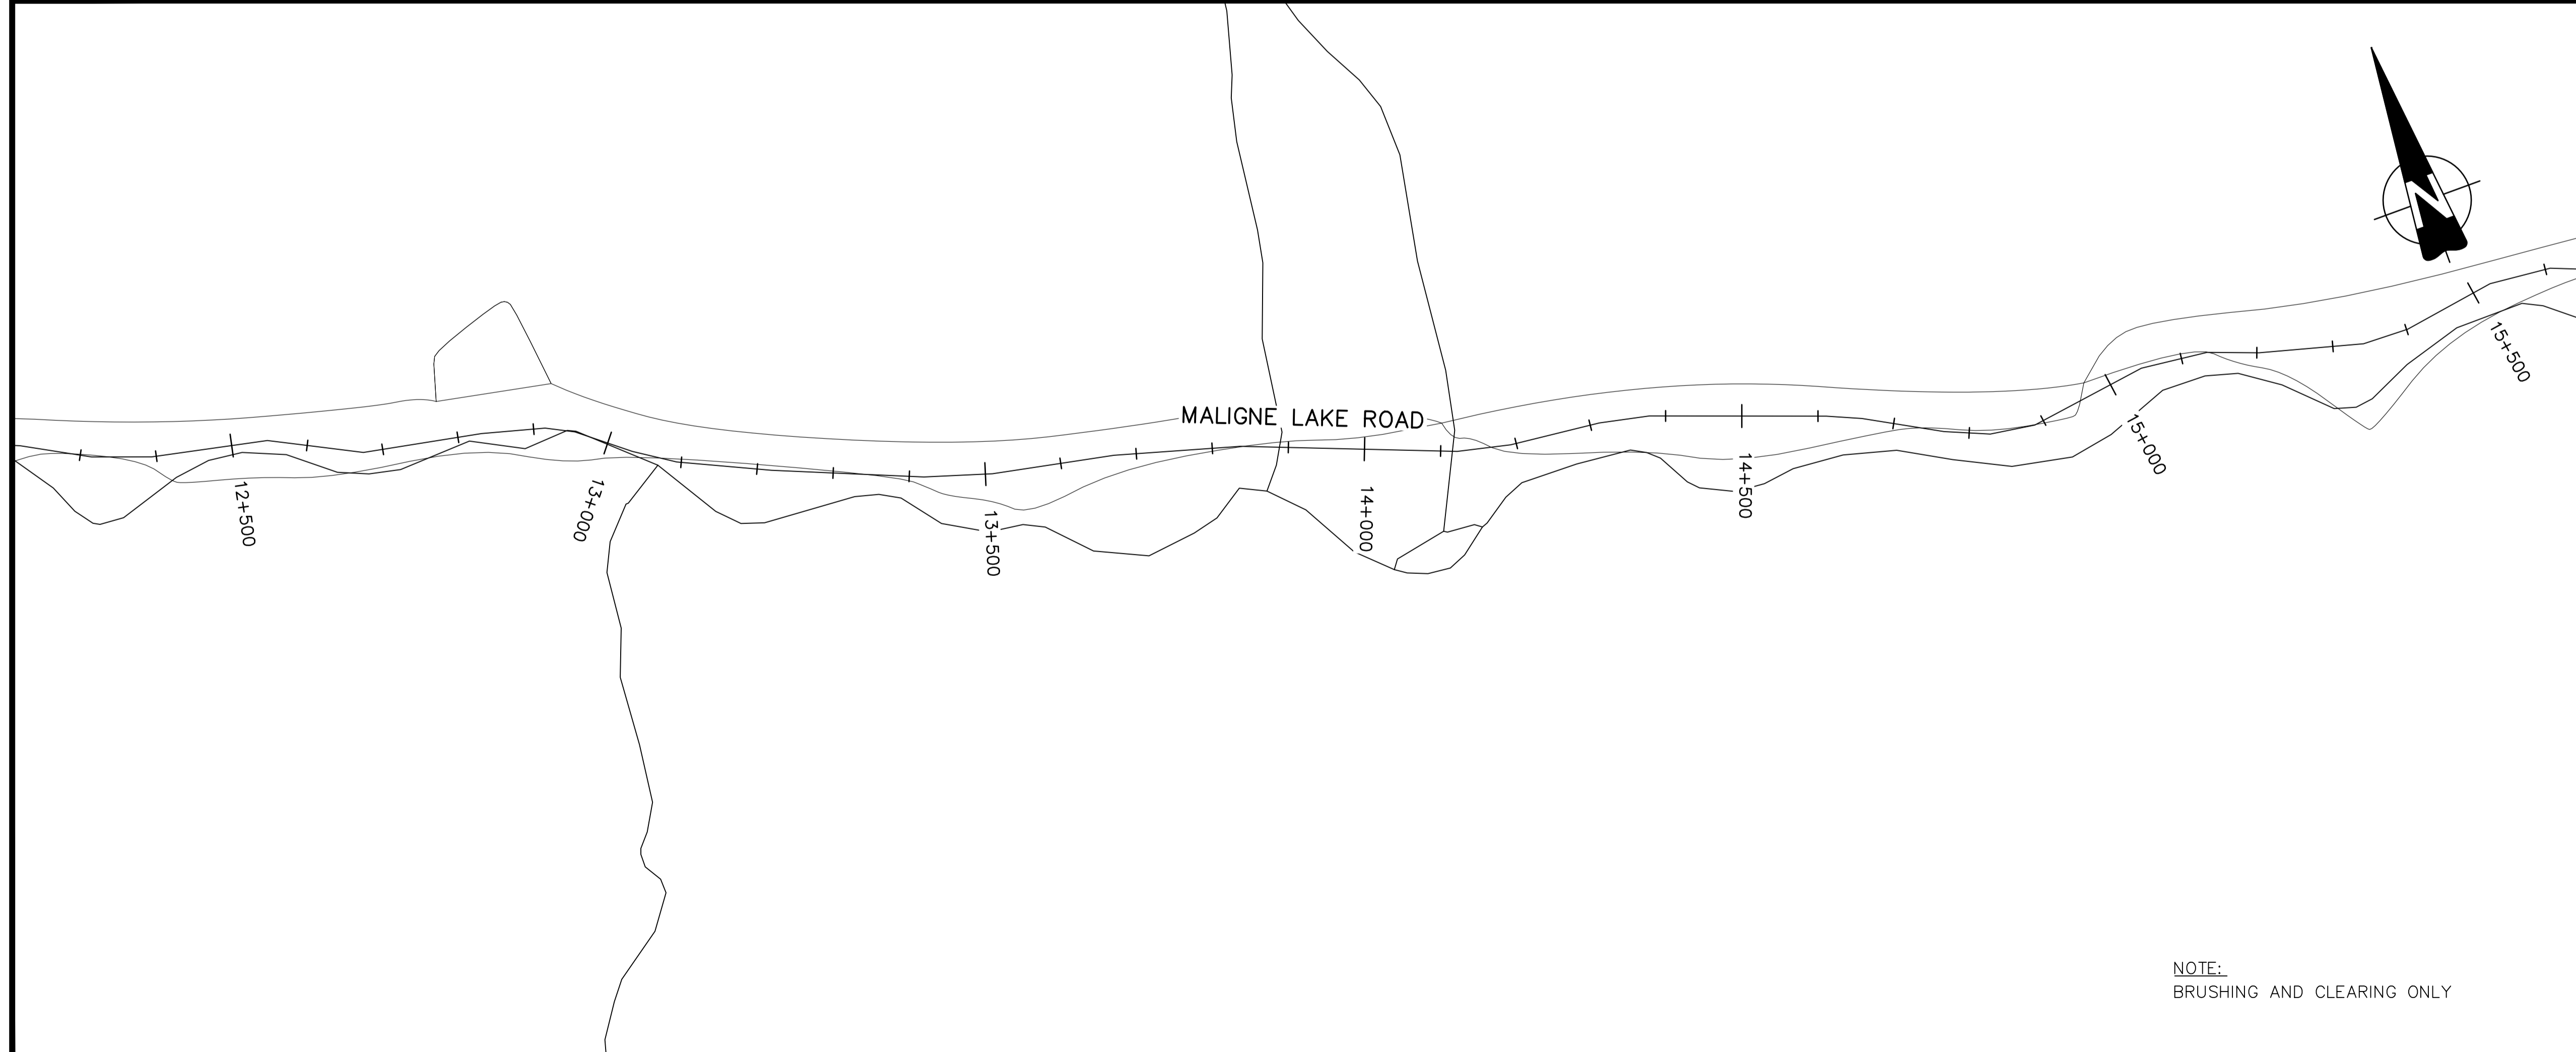 MALIGNE LAKE ROAD
12+500
13+000
13+500
14+000
14+500
15+000
15+500
N
NOTE:
BRUSHING AND CLEARING ONLY